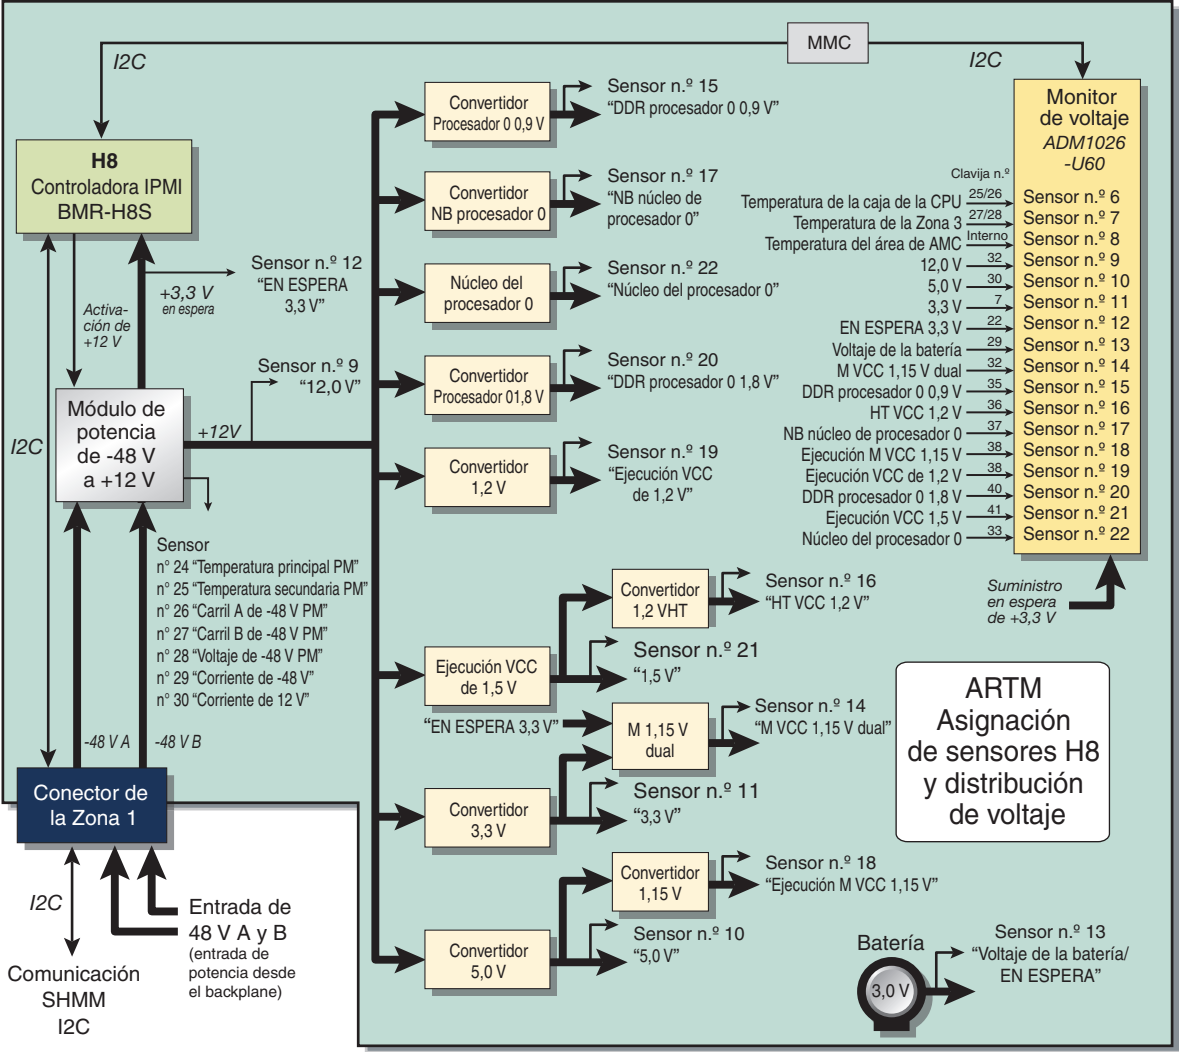 MMC
I2C
I2C
H8
Controladora IPMI
BMR-H8S
Monitor
de voltaje
ADM1026
-U60
Clavija n.º
Temperatura de la caja de la CPU 25/26 Sensor n.º 6
Temperatura de la Zona 3 27/28 Sensor n.º 7
Temperatura del área de AMC Interno Sensor n.º 8
12,0 V 32 Sensor n.º 9
5,0 V 30 Sensor n.º 10
3,3 V 7 Sensor n.º 11
EN ESPERA 3,3 V 22 Sensor n.º 12
Voltaje de la batería 29 Sensor n.º 13
M VCC 1,15 V dual 32 Sensor n.º 14
DDR procesador 0 0,9 V 35 Sensor n.º 15
HT VCC 1,2 V 36 Sensor n.º 16
NB núcleo de procesador 0 37 Sensor n.º 17
Ejecución M VCC 1,15 V 38 Sensor n.º 18
Ejecución VCC de 1,2 V 38 Sensor n.º 19
DDR procesador 0 1,8 V 40 Sensor n.º 20
Ejecución VCC 1,5 V 41 Sensor n.º 21
Núcleo del procesador 0 33 Sensor n.º 22
Suministro
en espera
de +3,3 V
Convertidor
Procesador 0 0,9 V
Sensor n.º 15
“DDR procesador 0 0,9 V”
Convertidor
NB procesador 0
Sensor n.º 17
“NB núcleo de
procesador 0”
Núcleo del
procesador 0
Sensor n.º 22
“Núcleo del procesador 0”
Convertidor
Procesador 01,8 V
Sensor n.º 20
“DDR procesador 0 1,8 V”
Convertidor
1,2 V
Sensor n.º 19
“Ejecución VCC
de 1,2 V”
Sensor n.º 12
“EN ESPERA
3,3 V”
+3,3 V
en espera
Activa-
ción de
+12 V
Sensor n.º 9
“12,0 V”
+12V
I2C
Módulo de
potencia
de -48 V
a +12 V
Sensor
n° 24 “Temperatura principal PM”
n° 25 “Temperatura secundaria PM”
n° 26 “Carril A de -48 V PM”
n° 27 “Carril B de -48 V PM”
n° 28 “Voltaje de -48 V PM”
n° 29 “Corriente de -48 V”
n° 30 “Corriente de 12 V”
-48 V A
-48 V B
Conector de
la Zona 1
I2C
Entrada de
48 V A y B
(entrada de
potencia desde
el backplane)
Comunicación
SHMM
I2C
Convertidor
1,2 VHT
Sensor n.º 16
“HT VCC 1,2 V”
Ejecución VCC
de 1,5 V
Sensor n.º 21
“1,5 V”
“EN ESPERA 3,3 V”
M 1,15 V
dual
Sensor n.º 14
“M VCC 1,15 V dual”
Convertidor
3,3 V
Sensor n.º 11
“3,3 V”
Convertidor
1,15 V
Sensor n.º 18
“Ejecución M VCC 1,15 V”
Convertidor
5,0 V
Sensor n.º 10
“5,0 V”
ARTM
Asignación
de sensores H8
y distribución
de voltaje
Batería
3,0 V
Sensor n.º 13
“Voltaje de la batería/
EN ESPERA”